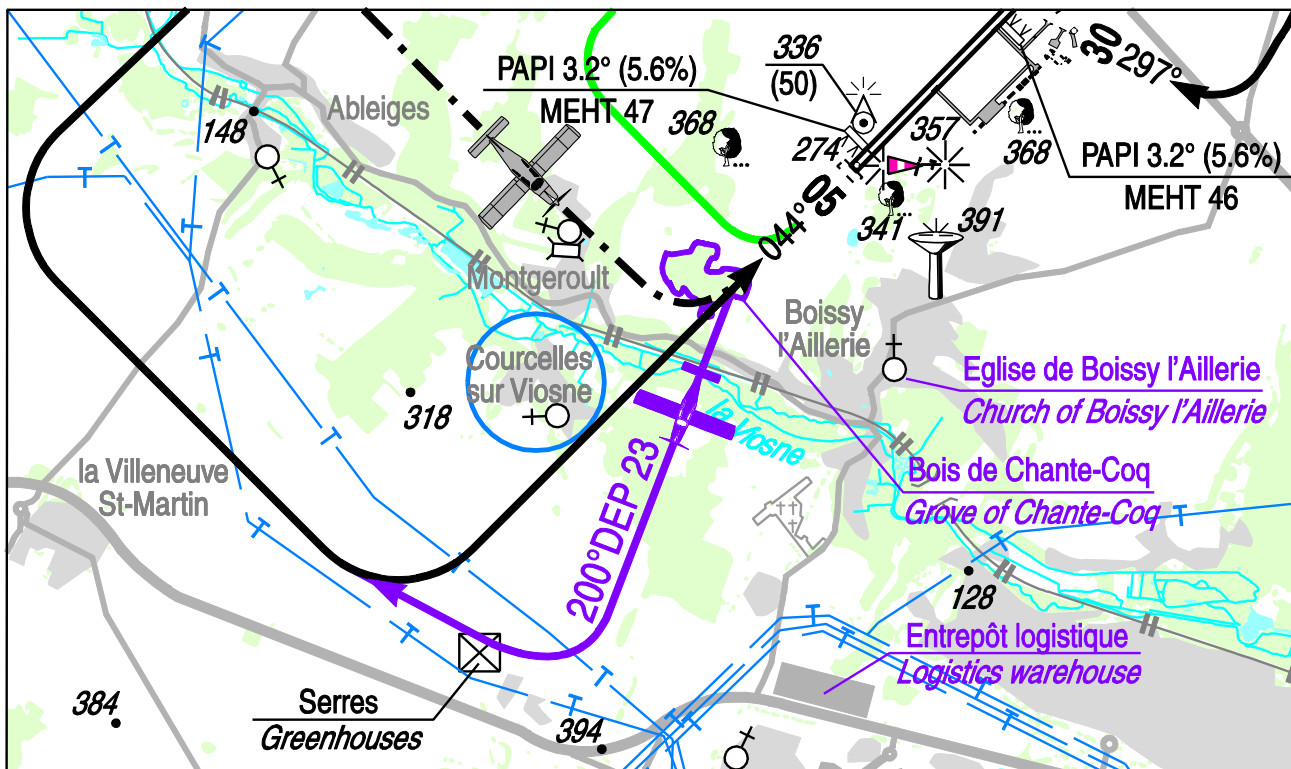 PAPI 3.2° (5.6%)
MEHT 47
336
(50)
30
297°
Ableiges
148
368
274
357
368
PAPI 3.2° (5.6%)
MEHT 46
05
044°
341
391
Montgeroult
Boissy
l'Aillerie
Courcelles
sur Viosne
318
la Viosne
Eglise de Boissy l'Aillerie
Church of Boissy l'Aillerie
la Villeneuve
St-Martin
Bois de Chante-Coq
Grove of Chante-Coq
200°DEP 23
128
Entrepôt logistique
Logistics warehouse
Serres
Greenhouses
384
394